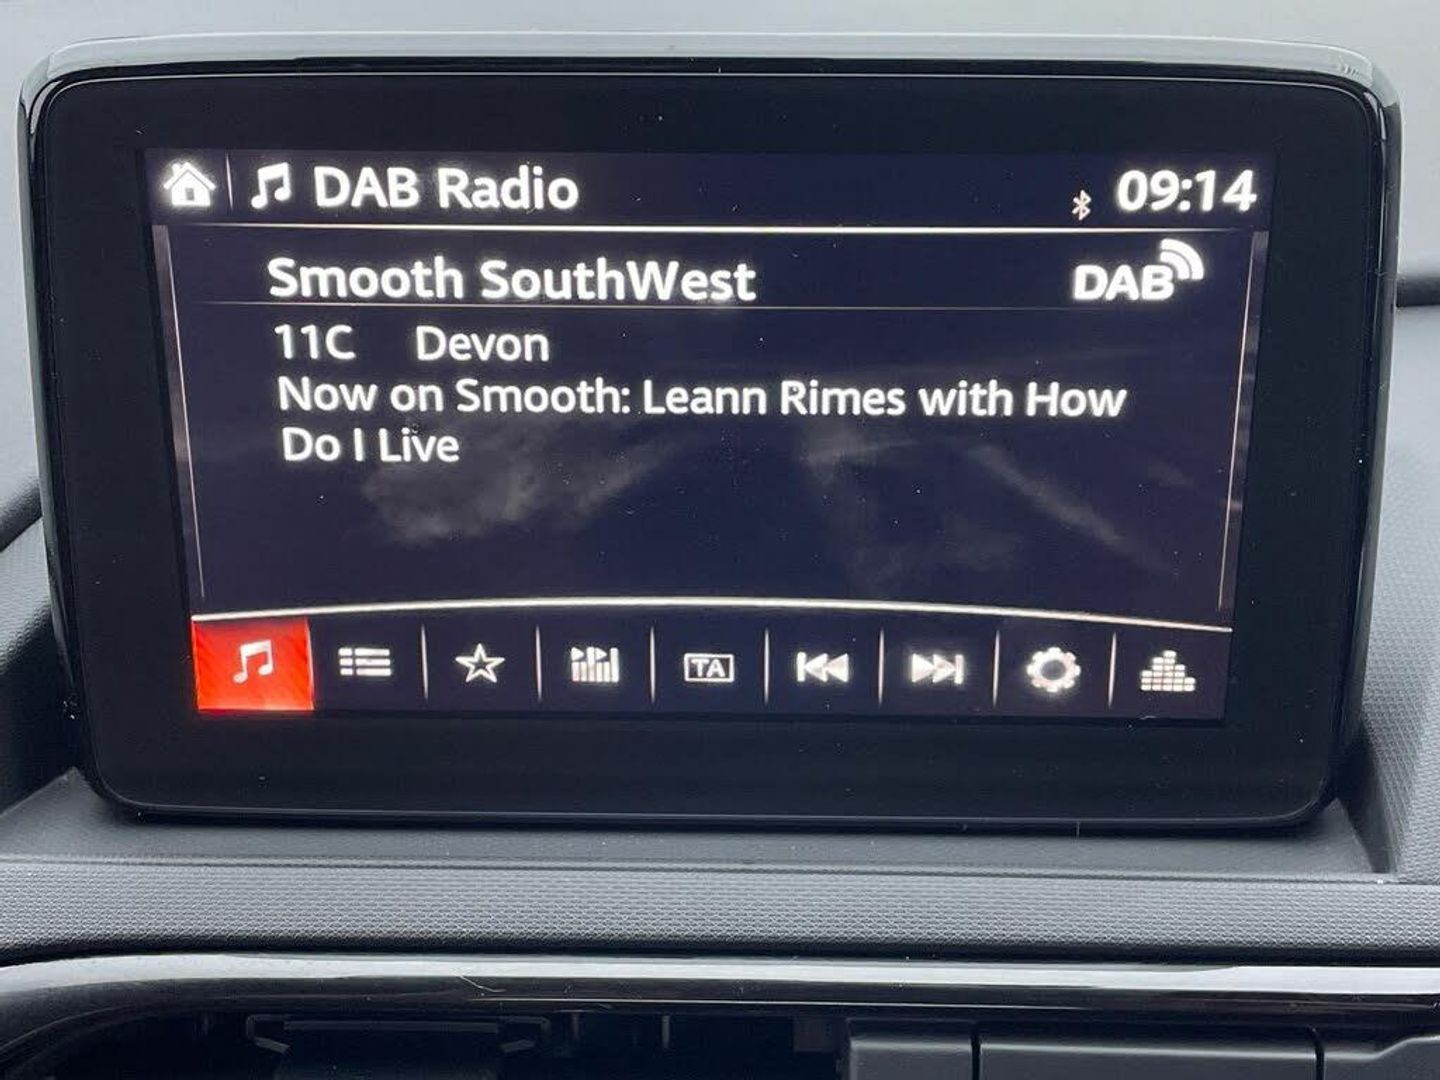 DAB Radio 09:14
Smooth SouthWest DAB
11C Devon
Now on Smooth: Leann Rimes with How
Do I Live
TA